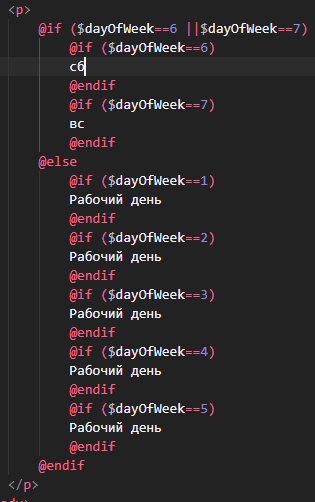 <p>
@if ($dayOfWeek==6 ||$dayOfWeek==7)
@if ($dayOfWeek==6)
сб
@endif
@if ($dayOfWeek==7)
вс
@endif
@else
@if ($dayOfWeek==1)
Рабочий день
@endif
@if ($dayOfWeek==2)
Рабочий день
@endif
@if ($dayOfWeek==3)
Рабочий день
@endif
@if ($dayOfWeek==4)
Рабочий день
@endif
@if ($dayOfWeek==5)
Рабочий день
@endif
@endif
</p>